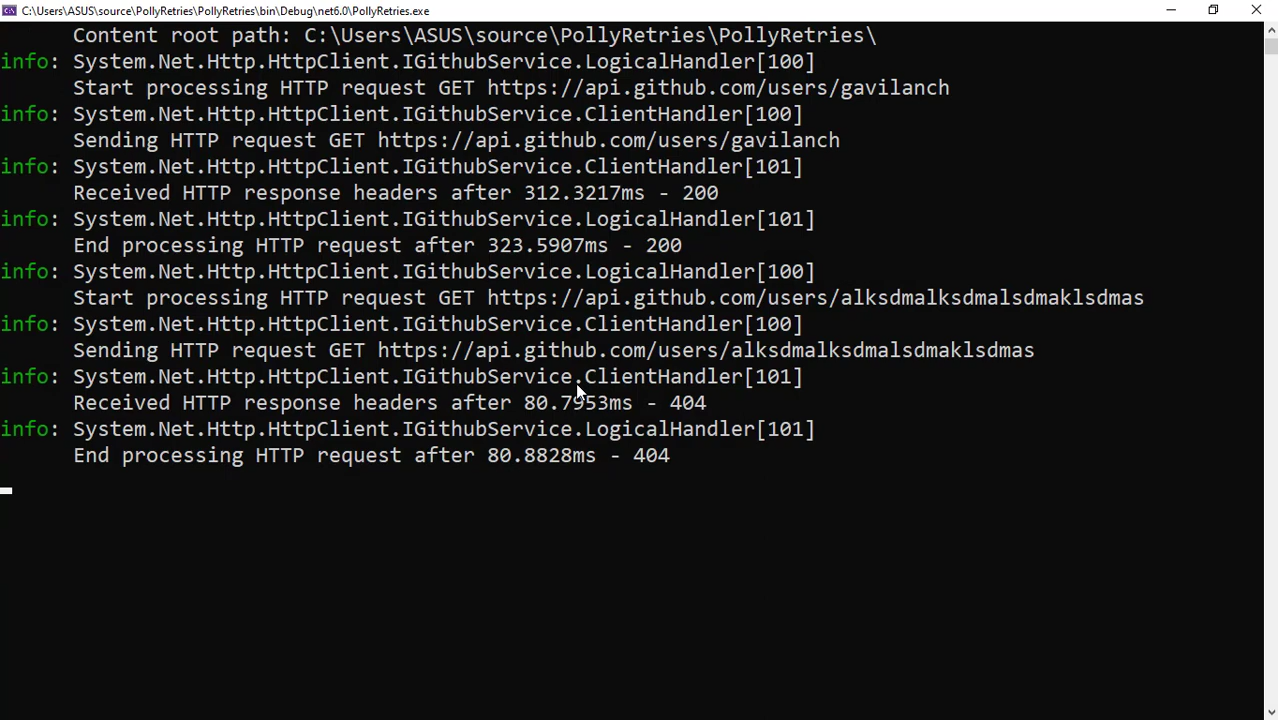 C:\Users\ASUS\source\PollyRetries\PollyRetries\bin\Debug\net6.0\PollyRetries.exe
Content root path: C:\Users\ASUS\source\PollyRetries\PollyRetries\
info: System.Net.Http.HttpClient.IGithubService.LogicalHandler[100]
Start processing HTTP request GET https://api.github.com/users/gavilanch
info: System.Net.Http.HttpClient.IGithubService.ClientHandler[100]
Sending HTTP request GET https://api.github.com/users/gavilanch
info: System.Net.Http.HttpClient.IGithubService.ClientHandler[101]
Received HTTP response headers after 312.3217ms - 200
info: System.Net.Http.HttpClient.IGithubService.LogicalHandler[101]
End processing HTTP request after 323.5907ms - 200
info: System.Net.Http.HttpClient.IGithubService.LogicalHandler[100]
Start processing HTTP request GET https://api.github.com/users/alksdmalksdmalsdmaklsdmas
info: System.Net.Http.HttpClient.IGithubService.ClientHandler[100]
Sending HTTP request GET https://api.github.com/users/alksdmalksdmalsdmaklsdmas
info: System.Net.Http.HttpClient.IGithubService.ClientHandler[101]
Received HTTP response headers after 80.7953ms - 404
info: System.Net.Http.HttpClient.IGithubService.LogicalHandler[101]
End processing HTTP request after 80.8828ms - 404